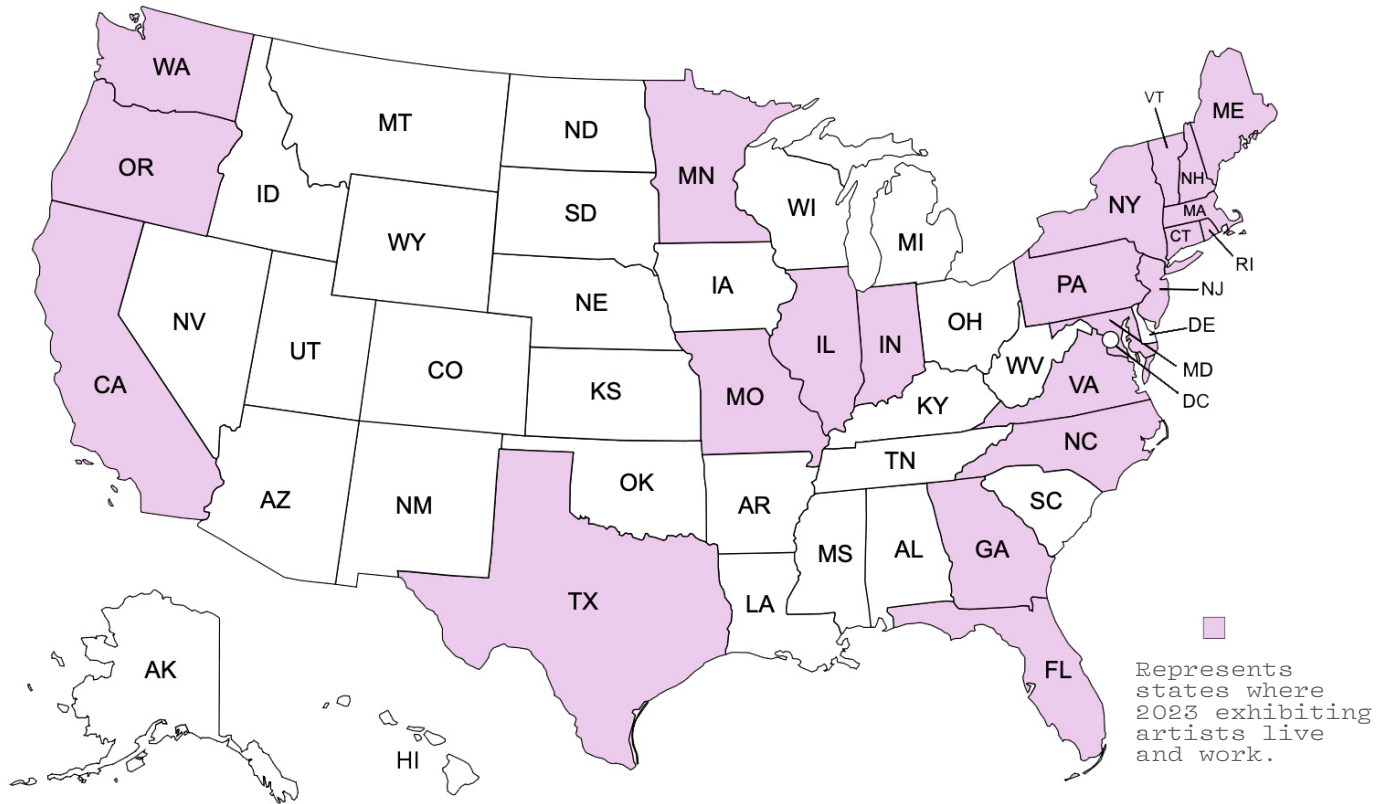 WA
MT
ND
MN
VT
ME
OR
ID
SD
WI
NH
WY
MI
NY
MA
CT
RI
IA
NE
PA
NJ
NV
UT
CO
OH
DE
IL
IN
WV
MD
CA
KS
MO
VA
DC
KY
NC
TN
AZ
NM
OK
AR
SC
MS
AL
GA
TX
LA
AK
HI
FL
Represents
states where
2023 exhibiting
artists live
and work.